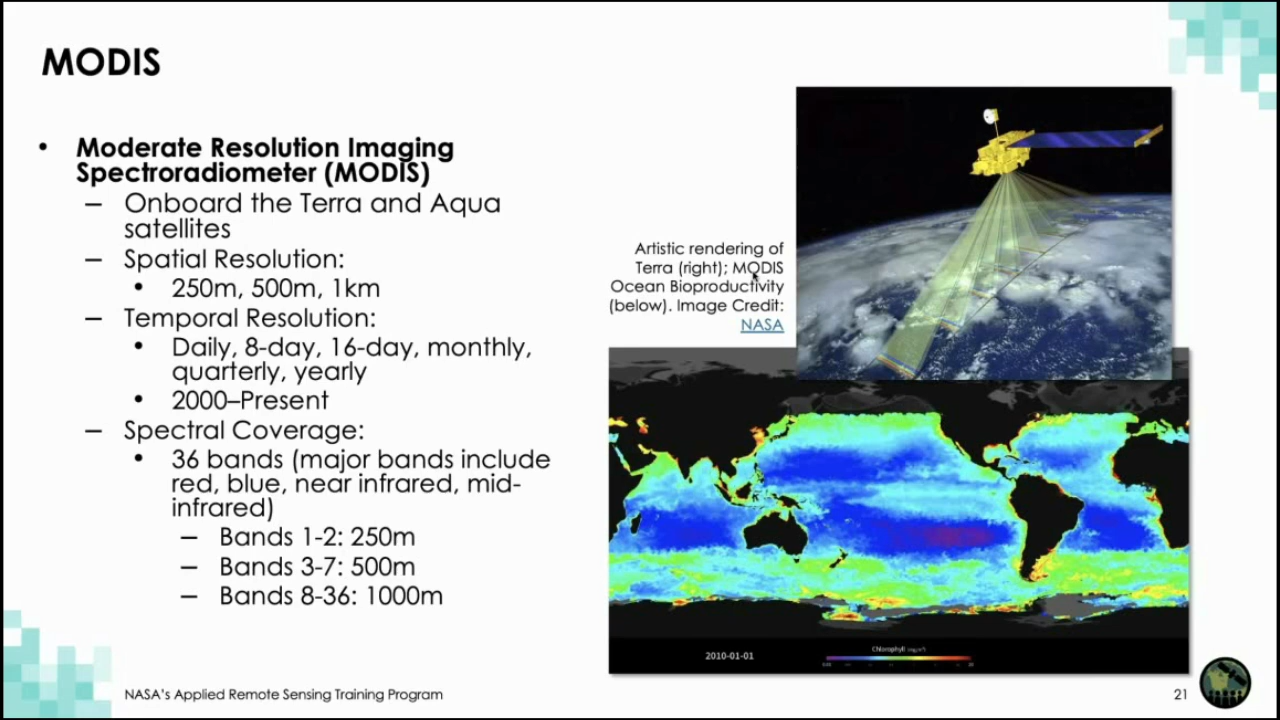 MODIS
• Moderate Resolution Imaging
Spectroradiometer (MODIS)
– Onboard the Terra and Aqua
satellites
– Spatial Resolution:
• 250m, 500m, 1km
– Temporal Resolution:
• Daily, 8-day, 16-day, monthly,
quarterly, yearly
• 2000–Present
– Spectral Coverage:
• 36 bands (major bands include
red, blue, near infrared, mid-
infrared)
– Bands 1-2: 250m
– Bands 3-7: 500m
– Bands 8-36: 1000m
Artistic rendering of
Terra (right); MODIS
Ocean Bioproductivity
(below). Image Credit:
NASA
2010-01-01
Chlorophyll
NASA's Applied Remote Sensing Training Program
21